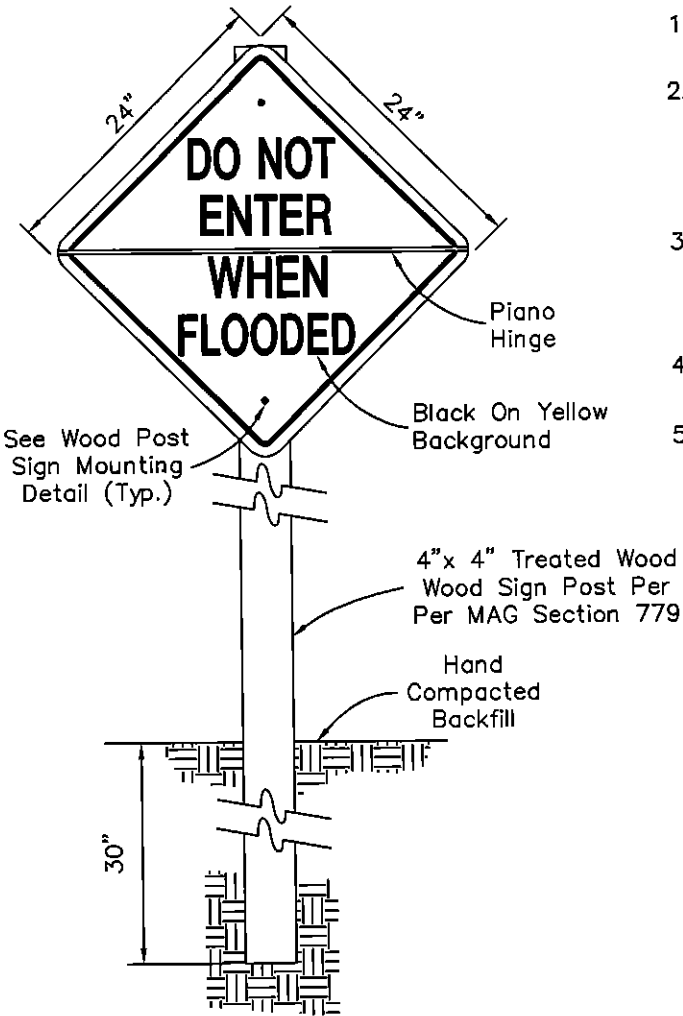 24"
24"
DO NOT
ENTER
WHEN
FLOODED
Piano
Hinge
Black On Yellow
Background
See Wood Post
Sign Mounting
Detail (Typ.)
4"x 4" Treated Wood
Wood Sign Post Per
Per MAG Section 779
Hand
Compacted
Backfill
30"
1
2.
3
4
5